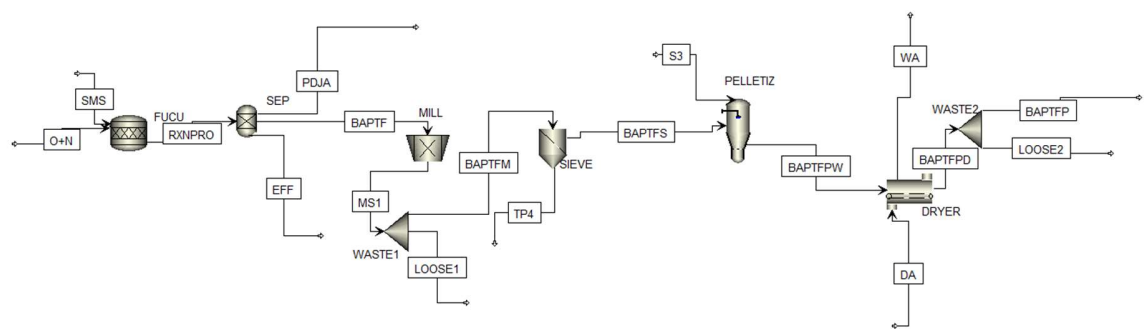 SMS
O+N
FUCU
RXNPRO
SEP
PDJA
BAPTF
EFF
MILL
MS1
WASTE1
BAPTFM
LOOSE1
SIEVE
TP4
BAPTFS
S3
PELLETIZ
BAPTFPW
WA
DRYER
DA
BAPTFPD
WASTE2
BAPTFP
LOOSE2